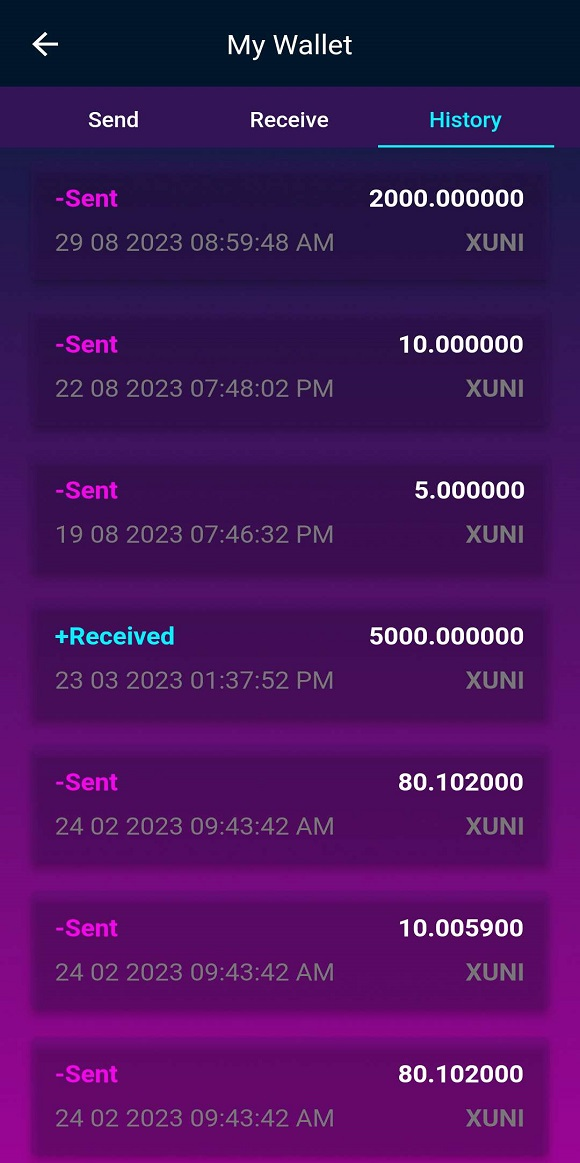 My Wallet
Send Receive History
-Sent 2000.000000
29 08 2023 08:59:48 AM XUNI
-Sent 10.000000
22 08 2023 07:48:02 PM XUNI
-Sent 5.000000
19 08 2023 07:46:32 PM XUNI
+Received 5000.000000
23 03 2023 01:37:52 PM XUNI
-Sent 80.102000
24 02 2023 09:43:42 AM XUNI
-Sent 10.005900
24 02 2023 09:43:42 AM XUNI
-Sent 80.102000
24 02 2023 09:43:42 AM XUNI